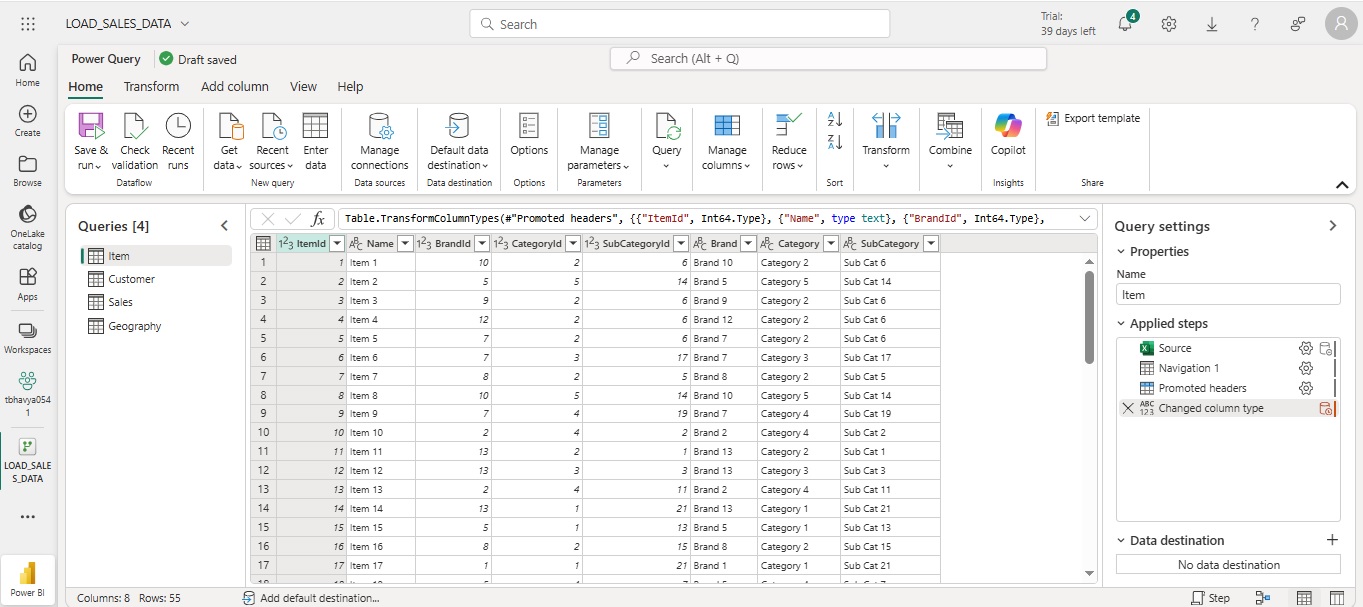 LOAD_SALES_DATA
Search
Trial:
39 days left
4
A
Home
Create
Browse
OneLake
catalog
Apps
Workspaces
tbhavya054
1
LOAD_SALE
S_DATA
Power BI
Power Query
Draft saved
Search (Alt + Q)
Home Transform Add column View Help
Save &
run
Check
validation
Recent
runs
Dataflow
Get
data
Recent
sources
Enter
data
New query
Manage
connections
Data sources
Default data
destination
Data destination
Options
Options
Manage
parameters
Parameters
Query
Manage
columns
Reduce
rows
A
Z
Z
A
Sort
Transform
Combine
Copilot
Insights
Export template
Share
Queries [4]
Item
Customer
Sales
Geography
fx Table.TransformColumnTypes(#"Promoted headers", {{"ItemId", Int64.Type}, {"Name", type text}, {"BrandId", Int64.Type},
123 ItemId ABC Name 123 BrandId 123 CategoryId 123 SubCategoryId ABC Brand ABC Category ABC SubCategory
1 1 Item 1 10 2 6 Brand 10 Category 2 Sub Cat 6
2 2 Item 2 5 5 14 Brand 5 Category 5 Sub Cat 14
3 3 Item 3 9 2 6 Brand 9 Category 2 Sub Cat 6
4 4 Item 4 12 2 6 Brand 12 Category 2 Sub Cat 6
5 5 Item 5 7 2 6 Brand 7 Category 2 Sub Cat 6
6 6 Item 6 7 3 17 Brand 7 Category 3 Sub Cat 17
7 7 Item 7 8 2 5 Brand 8 Category 2 Sub Cat 5
8 8 Item 8 10 5 14 Brand 10 Category 5 Sub Cat 14
9 9 Item 9 7 4 19 Brand 7 Category 4 Sub Cat 19
10 10 Item 10 2 4 2 Brand 2 Category 4 Sub Cat 2
11 11 Item 11 13 2 1 Brand 13 Category 2 Sub Cat 1
12 12 Item 12 13 3 3 Brand 13 Category 3 Sub Cat 3
13 13 Item 13 2 4 11 Brand 2 Category 4 Sub Cat 11
14 14 Item 14 13 1 21 Brand 13 Category 1 Sub Cat 21
15 15 Item 15 5 1 13 Brand 5 Category 1 Sub Cat 13
16 16 Item 16 8 2 15 Brand 8 Category 2 Sub Cat 15
17 17 Item 17 1 1 21 Brand 1 Category 1 Sub Cat 21
Query settings
Properties
Name
Item
Applied steps
Source
Navigation 1
Promoted headers
ABC
123
Changed column type
Data destination
No data destination
Columns: 8 Rows: 55
Add default destination...
Step